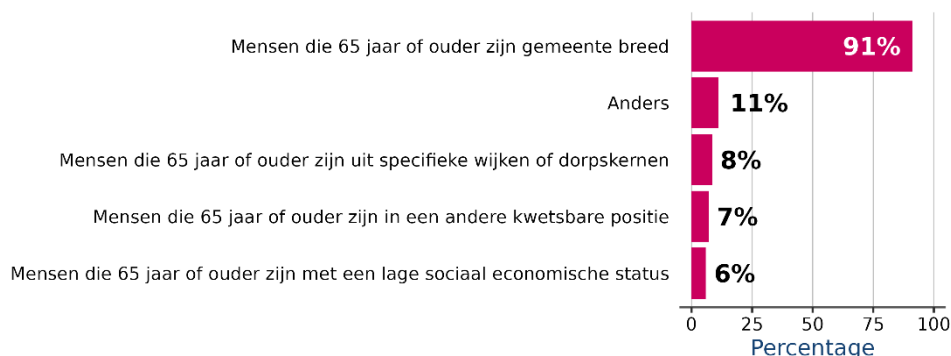 Mensen die 65 jaar of ouder zijn gemeente breed 91%
Anders 11%
Mensen die 65 jaar of ouder zijn uit specifieke wijken of dorpskernen 8%
Mensen die 65 jaar of ouder zijn in een andere kwetsbare positie 7%
Mensen die 65 jaar of ouder zijn met een lage sociaal economische status 6%
0 25 50 75 100
Percentage